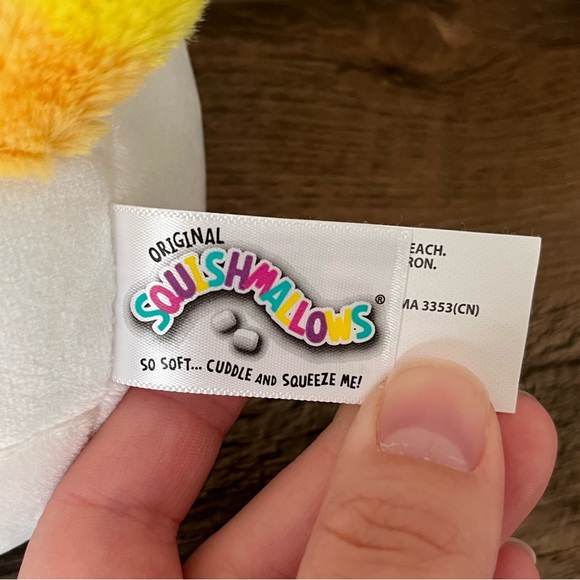 ORIGINAL
SQUISHMALLOWS®
SO SOFT... CUDDLE AND SQUEEZE ME!
EACH.
RON.
MA 3353(CN)